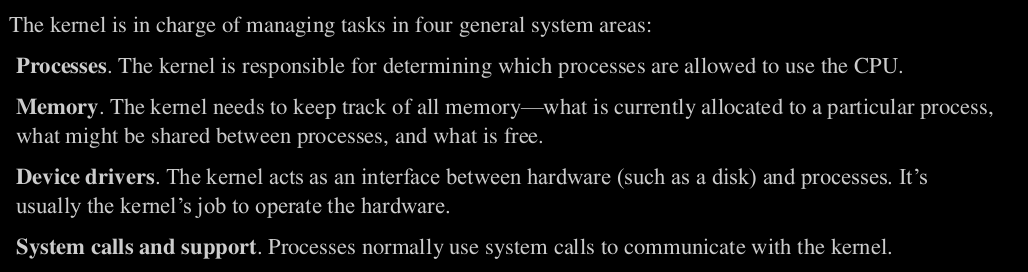 The kernel is in charge of managing tasks in four general system areas:
Processes. The kernel is responsible for determining which processes are allowed to use the CPU.
Memory. The kernel needs to keep track of all memory—what is currently allocated to a particular process,
what might be shared between processes, and what is free.
Device drivers. The kernel acts as an interface between hardware (such as a disk) and processes. It’s
usually the kernel’s job to operate the hardware.
System calls and support. Processes normally use system calls to communicate with the kernel.